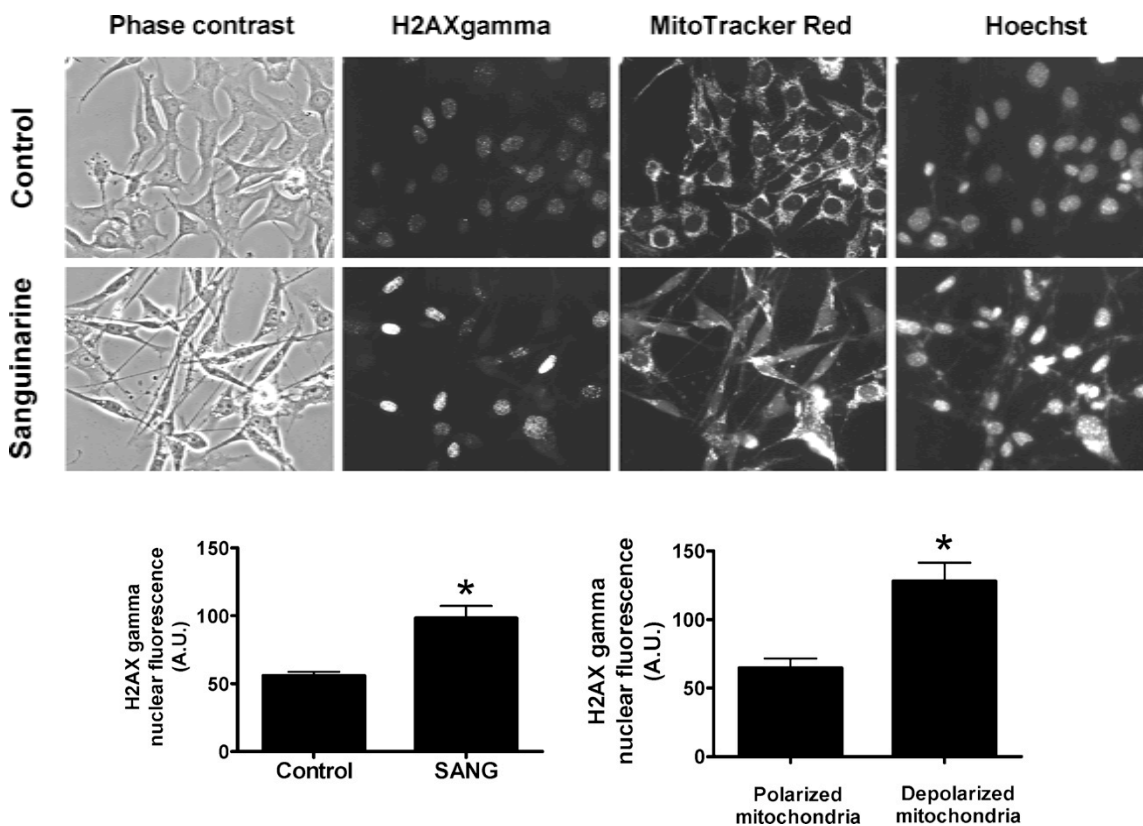 Phase contrast
H2AXgamma
MitoTracker Red
Hoechst
Control
Sanguinarine
H2AX gamma
nuclear fluorescence
(A.U.)
150
100
50
0
*
Control
SANG
H2AX gamma
nuclear fluorescence
(A.U.)
150
100
50
0
*
Polarized
mitochondria
Depolarized
mitochondria